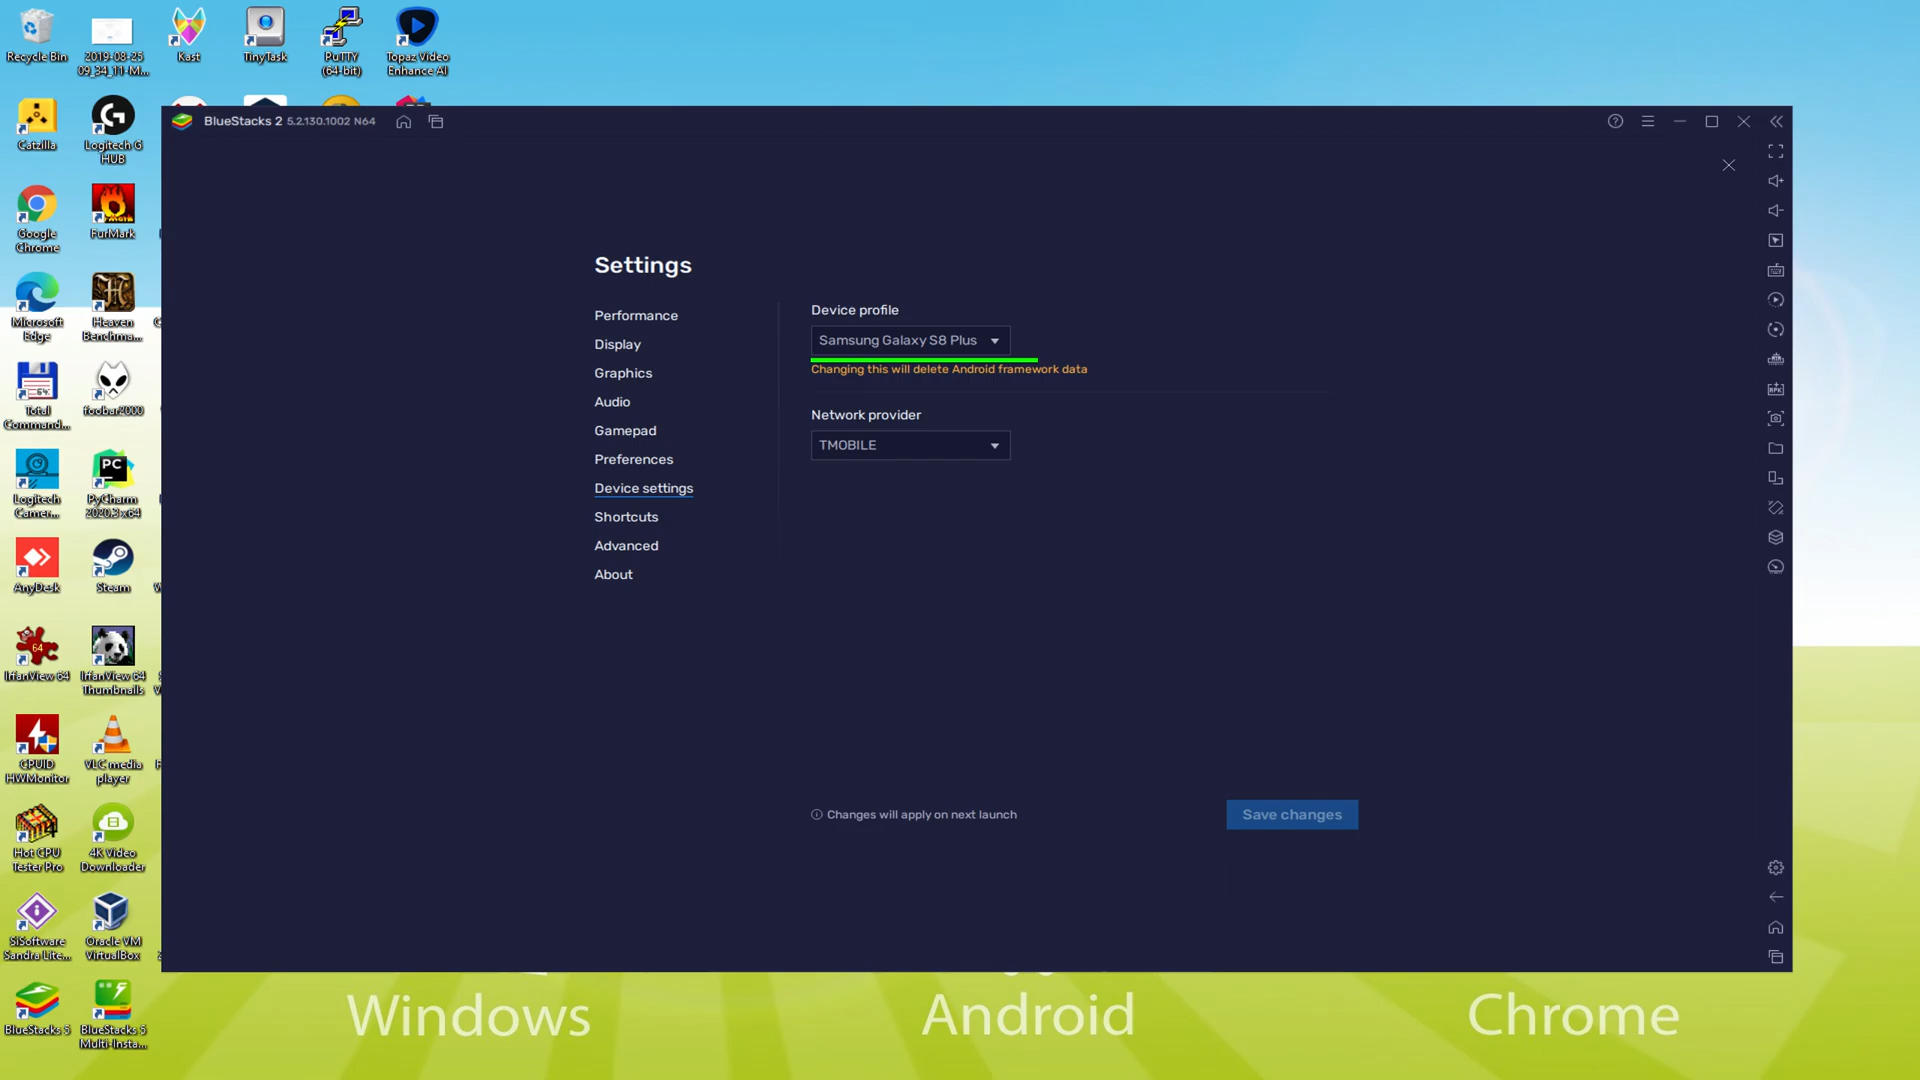 Recycle Bin
2019-08-25
09_34_11-M...
Kast
TinyTask
PuTTY
(64-bit)
Topaz Video
Enhance AI
Catzilla
Logitech G
HUB
Google
Chrome
FurMark
Microsoft
Edge
Heaven
Benchma...
Total
Command...
foobar2000
Logitech
Camer...
PyCharm
2020.3 x64
AnyDesk
Steam
IrfanView 64
IrfanView 64
Thumbnails
CPUID
HWMonitor
VLC media
player
Hot CPU
Tester Pro
4K Video
Downloader
SiSoftware
Sandra Lite...
Oracle VM
VirtualBox
BlueStacks 5
BlueStacks 5
Multi-Insta...
BlueStacks 2 5.2.130.1002 N64
Settings
Performance
Display
Graphics
Audio
Gamepad
Preferences
Device settings
Shortcuts
Advanced
About
Device profile
Samsung Galaxy S8 Plus
Changing this will delete Android framework data
Network provider
TMOBILE
Changes will apply on next launch
Save changes
Windows
Android
Chrome